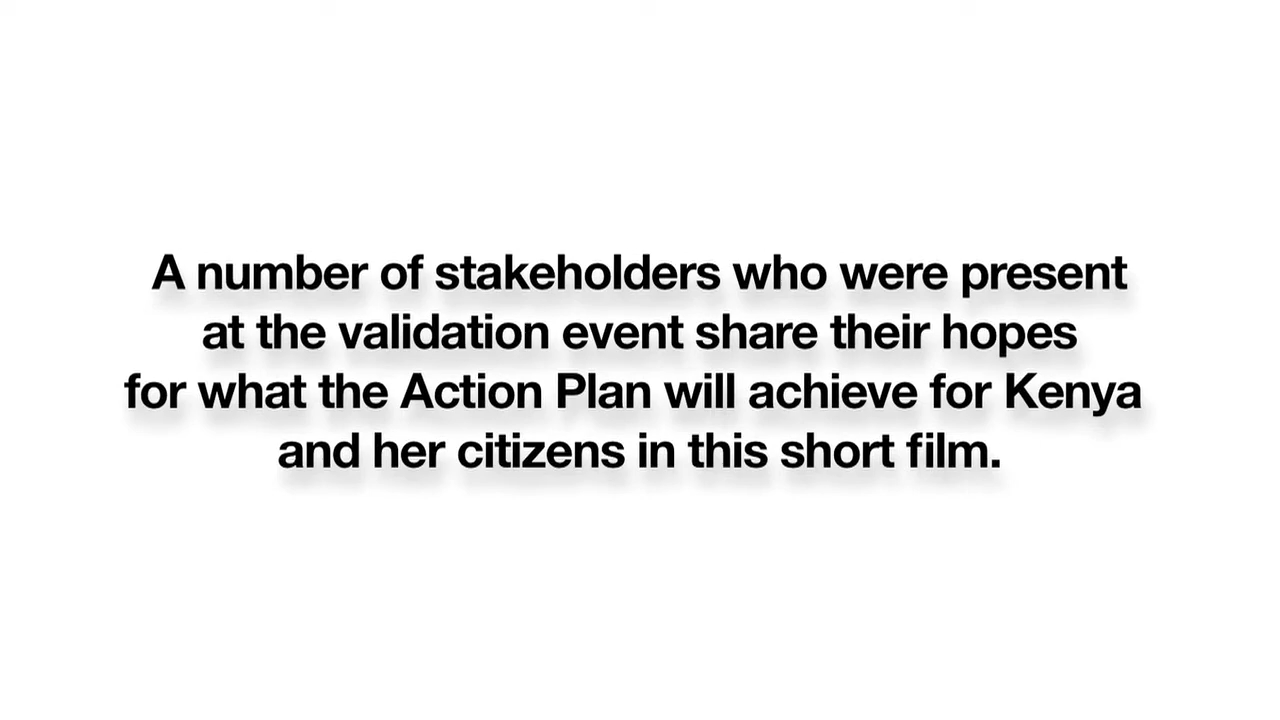 A number of stakeholders who were present
at the validation event share their hopes
for what the Action Plan will achieve for Kenya
and her citizens in this short film.